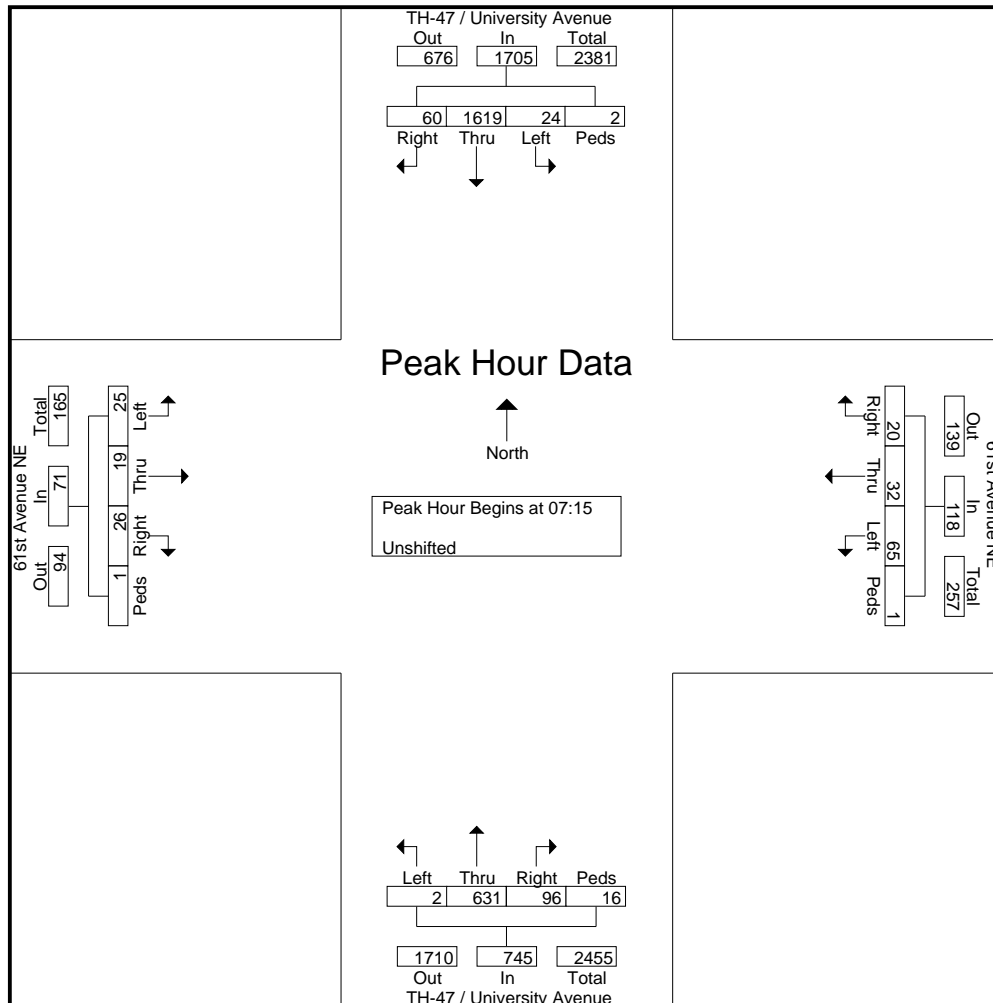 TH-47 / University Avenue
Out In Total
676 1705 2381
60 1619 24 2
Right Thru Left Peds
Peak Hour Data
North
Peak Hour Begins at 07:15
Unshifted
61st Avenue NE
Total In Out
165 71 94
25 19 26 1
Left Thru Right Peds
Right Thru Left Peds
20 32 65 1
Out In Total
139 118 257
61st Avenue NE
Left Thru Right Peds
2 631 96 16
1710 745 2455
Out In Total
TH-47 / University Avenue